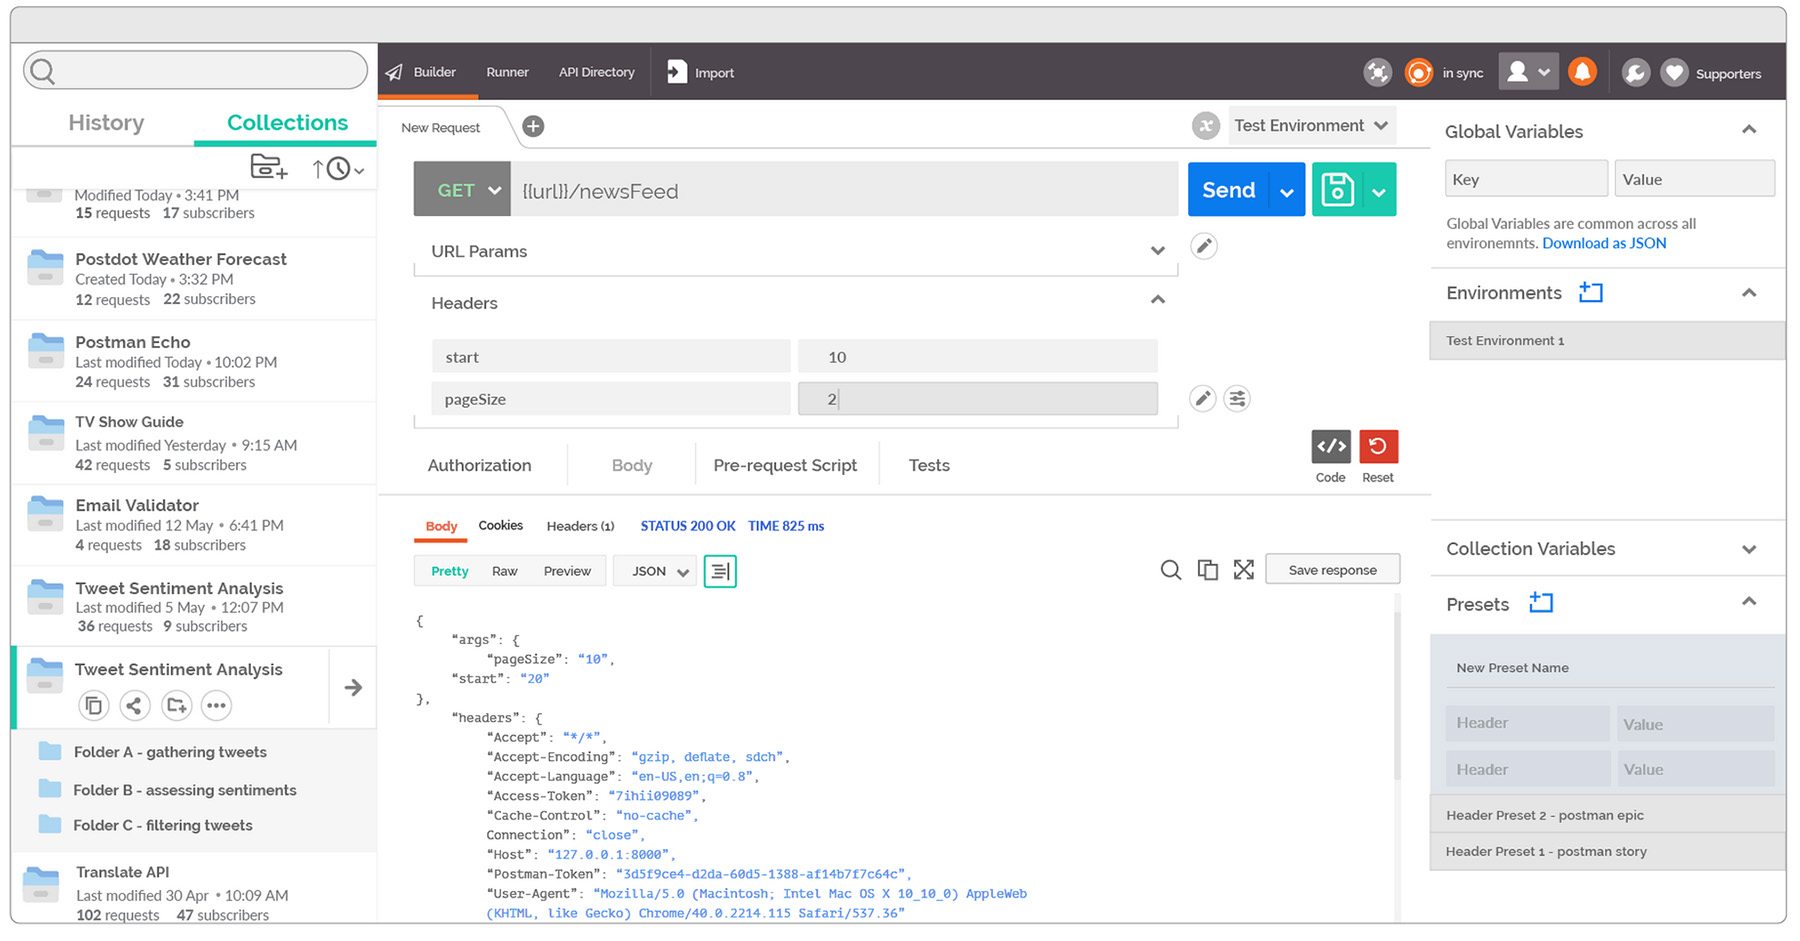 Builder
Runner
API Directory
Import
in sync
Supporters
History
Collections
Modified Today • 3:41 PM
15 requests 17 subscribers
Postdot Weather Forecast
Created Today • 3:32 PM
12 requests 22 subscribers
Postman Echo
Last modified Today • 10:02 PM
24 requests 31 subscribers
TV Show Guide
Last modified Yesterday • 9:15 AM
42 requests 5 subscribers
Email Validator
Last modified 12 May • 6:41 PM
4 requests 18 subscribers
Tweet Sentiment Analysis
Last modified 5 May • 12:07 PM
36 requests 9 subscribers
Tweet Sentiment Analysis
Folder A - gathering tweets
Folder B - assessing sentiments
Folder C - filtering tweets
Translate API
Last modified 30 Apr • 10:09 AM
102 requests 47 subscribers
New Request
x
Test Environment
GET
{{url}}/newsFeed
Send
URL Params
Headers
start 10
pageSize 2
Authorization
Body
Pre-request Script
Tests
</>
Code
Reset
Body
Cookies
Headers (1)
STATUS 200 OK
TIME 825 ms
Pretty
Raw
Preview
JSON
Save response
{
“args”: {
“pageSize”: “10”,
“start”: “20”
},
“headers”: {
“Accept”: “*/*”,
“Accept-Encoding”: “gzip, deflate, sdch”,
“Accept-Language”: “en-US,en;q=0.8”,
“Access-Token”: “7ihii09089”,
“Cache-Control”: “no-cache”,
Connection”: “close”,
“Host”: “127.0.0.1:8000”,
“Postman-Token”: “3d5f9ce4-d2da-60d5-1388-af14b7f7c64c”,
“User-Agent”: “Mozilla/5.0 (Macintosh; Intel Mac OS X 10_10_0) AppleWeb
(KHTML, like Gecko) Chrome/40.0.2214.115 Safari/537.36”
Global Variables
Key
Value
Global Variables are common across all
environemnts. Download as JSON
Environments
Test Environment 1
Collection Variables
Presets
New Preset Name
Header Value
Header Value
Header Preset 2 - postman epic
Header Preset 1 - postman story